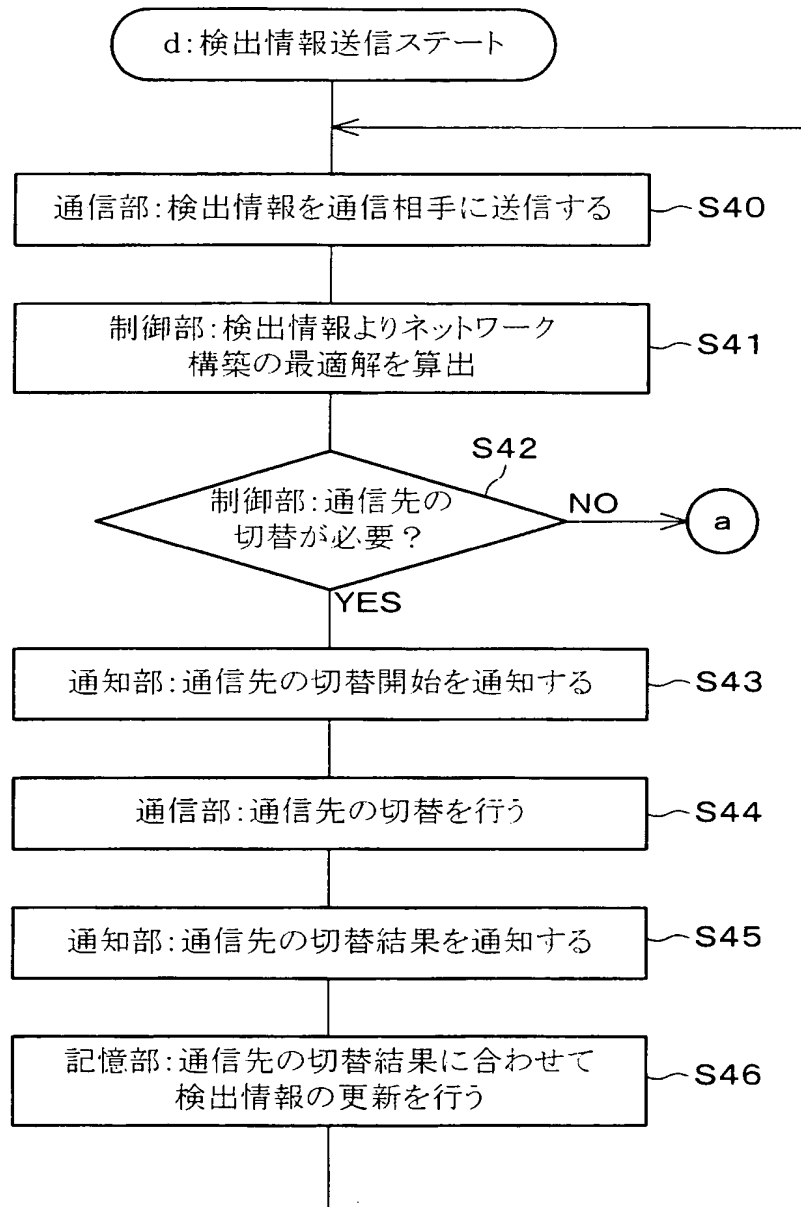 d:検出情報送信ステート
通信部:検出情報を通信相手に送信する
S40
制御部:検出情報よりネットワーク
構築の最適解を算出
S41
S42
制御部:通信先の
切替が必要?
NO
a
YES
通知部:通信先の切替開始を通知する
S43
通信部:通信先の切替を行う
S44
通知部:通信先の切替結果を通知する
S45
記憶部:通信先の切替結果に合わせて
検出情報の更新を行う
S46